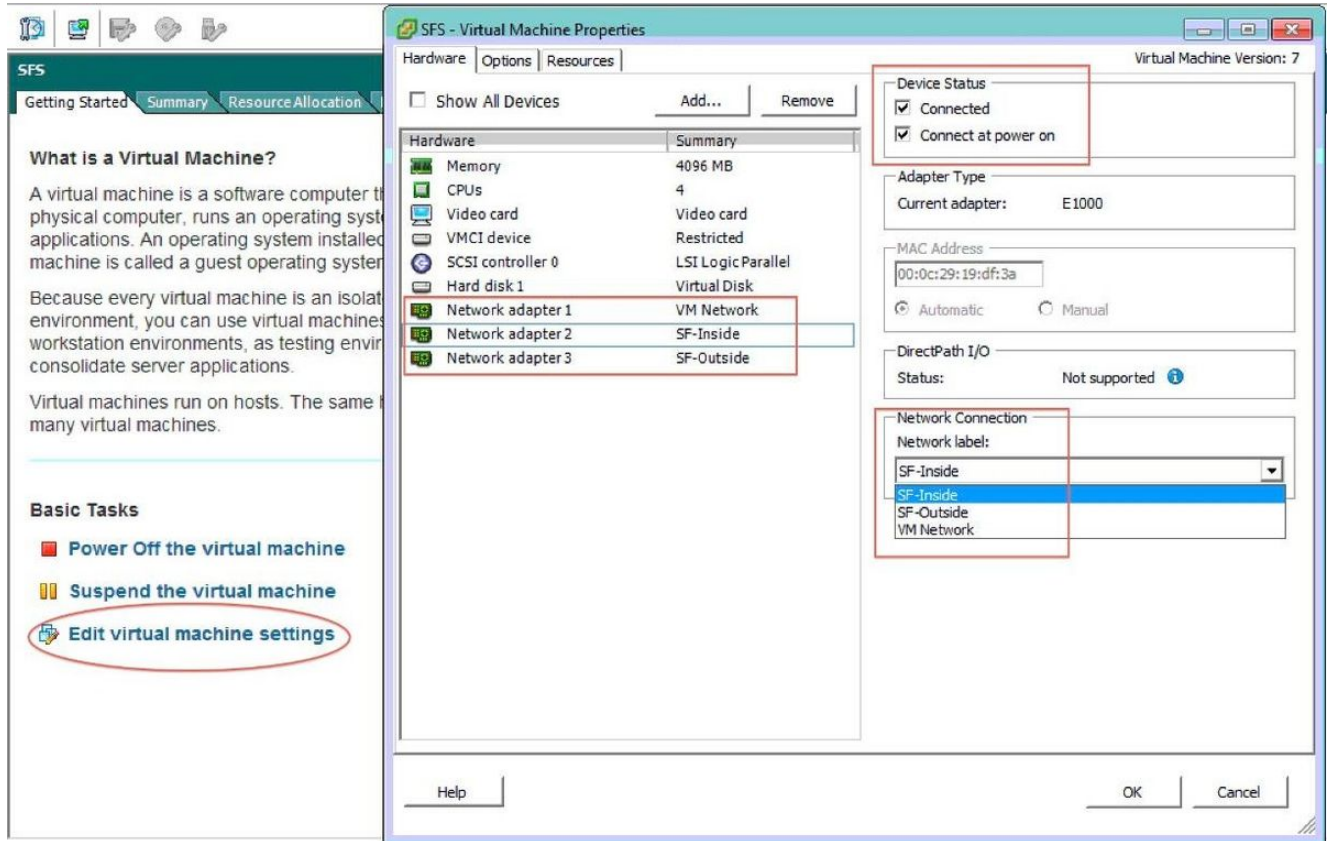 SFS
Getting Started Summary Resource Allocation
What is a Virtual Machine?
A virtual machine is a software computer
physical computer, runs an operating
applications. An operating system installed
machine is called a guest operating
Because every virtual machine is an
environment, you can use virtual machines
workstation environments, as testing
consolidate server applications.
Virtual machines run on hosts. The same
many virtual machines.
Basic Tasks
Power Off the virtual machine
Suspend the virtual machine
Edit virtual machine settings
SFS - Virtual Machine Properties
Hardware Options Resources
Virtual Machine Version: 7
Show All Devices Add... Remove
Hardware Summary
Memory 4096 MB
CPUs 4
Video card Video card
VMCI device Restricted
SCSI controller 0 LSI Logic Parallel
Hard disk 1 Virtual Disk
Network adapter 1 VM Network
Network adapter 2 SF-Inside
Network adapter 3 SF-Outside
Device Status
Connected
Connect at power on
Adapter Type
Current adapter: E1000
MAC Address
00:0c:29:19:df:3a
Automatic Manual
DirectPath I/O
Status: Not supported
Network Connection
Network label:
SF-Inside
SF-Inside
SF-Outside
VM Network
Help OK Cancel